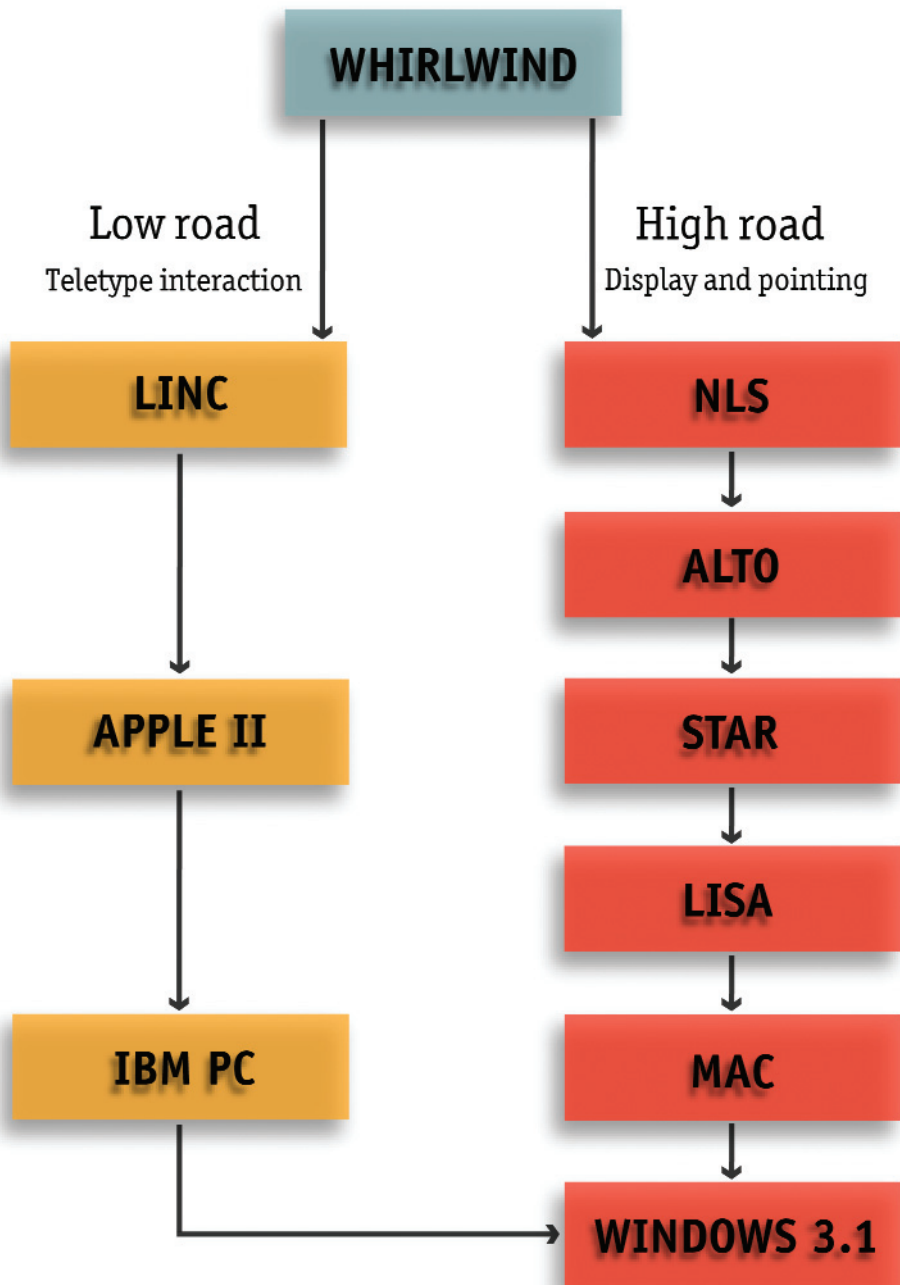 WHIRLWIND
Low road
Teletype interaction
High road
Display and pointing
LINC
NLS
ALTO
APPLE II
STAR
LISA
IBM PC
MAC
WINDOWS 3.1